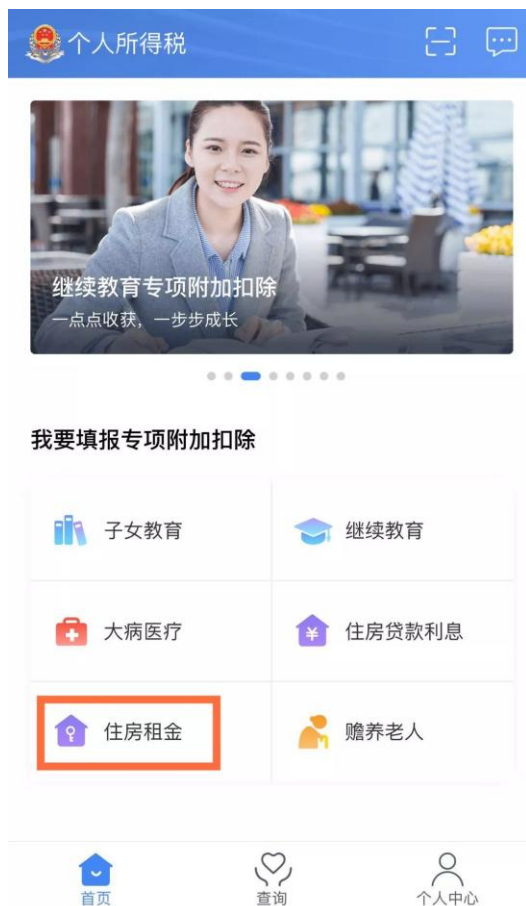 个人所得税
继续教育专项附加扣除
一点点收获，一步步成长
我要填报专项附加扣除
子女教育
继续教育
大病医疗
¥
住房贷款利息
住房租金
赡养老人
首页
查询
个人中心